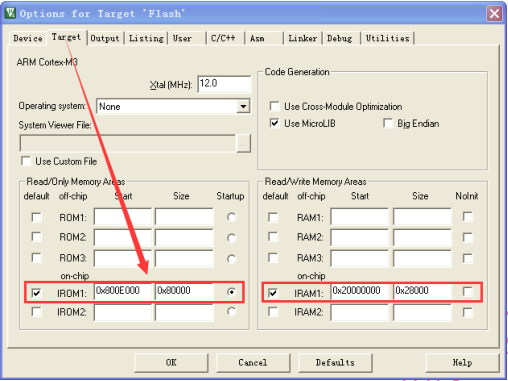 Options for Target 'Flash'
Device Target Output Listing User C/C++ Asm Linker Debug Utilities
ARM Cortex-M3
Xtal (MHz): 12.0
Operating system: None
System Viewer File:
...
Use Custom File
Code Generation
Use Cross-Module Optimization
Use MicroLIB Big Endian
Read/Only Memory Areas
default off-chip Start Size Startup
ROM1:
ROM2:
ROM3:
on-chip
IROM1: 0x800E000 0x80000
IROM2:
Read/Write Memory Areas
default off-chip Start Size NoInit
RAM1:
RAM2:
RAM3:
on-chip
IRAM1: 0x20000000 0x28000
IRAM2:
OK Cancel Defaults Help